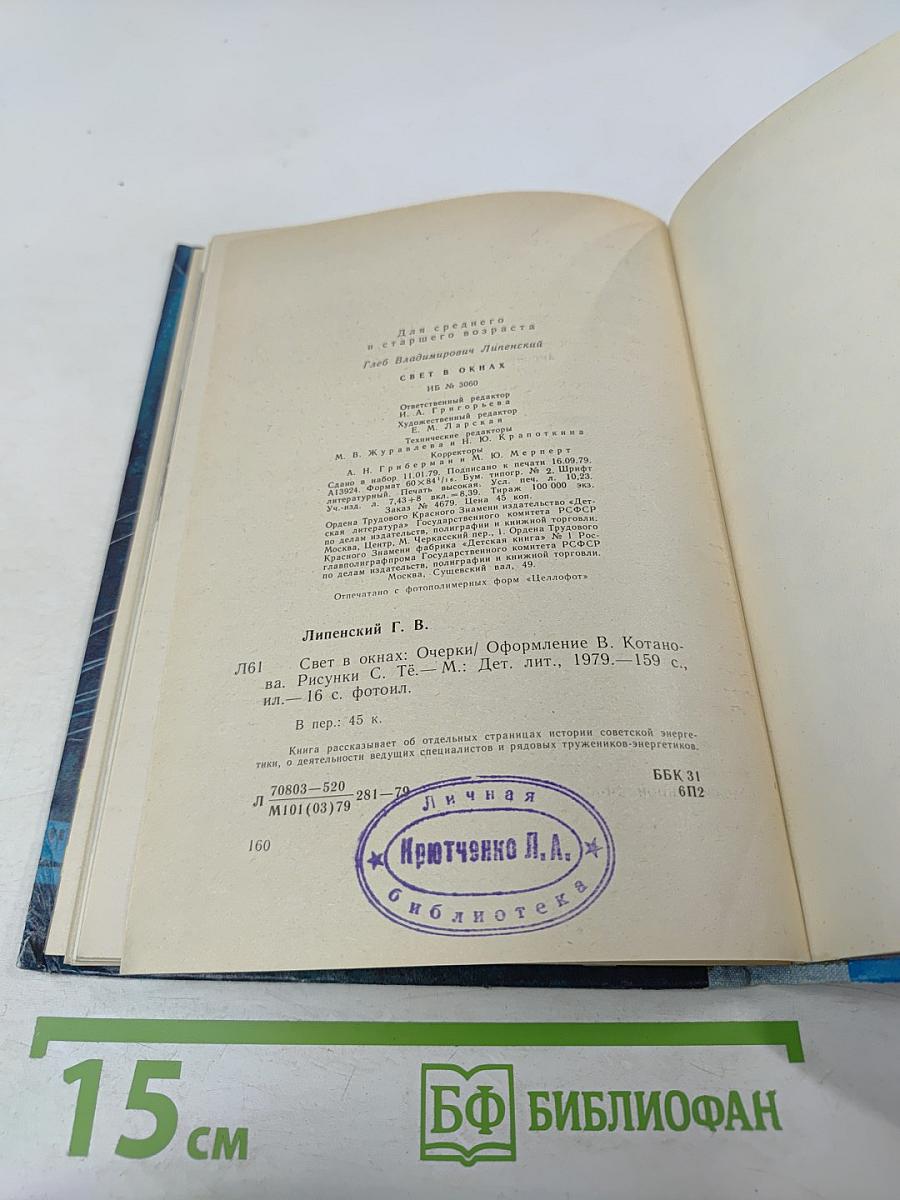 Для среднего
и старшего возраста
Глеб Владимирович Липенский
СВЕТ В ОКНАХ
ИБ № 3060
Ответственный редактор
И. А. Григорьева
Художественный редактор
Е. М. Ларская
Технические редакторы
М. В. Журавлева и Н. Ю. Крапоткина
Корректоры
А. Н. Гриберман и М. Ю. Мерперт
Сдано в набор 11.01.79. Подписано к печати 16.09.79.
А13924. Формат 60×84¹/₁₆. Бум. типогр. № 2. Шрифт
литературный. Печать высокая. Усл. печ. л. 10,23.
Уч.-изд. л. 7,43+8 вкл.=8,39. Тираж 100 000 экз.
Заказ № 4679. Цена 45 коп.
Ордена Трудового Красного Знамени издательство «Дет-
ская литература» Государственного комитета РСФСР
по делам издательств, полиграфии и книжной торговли.
Москва, Центр, М. Черкасский пер., 1. Ордена Трудового
Красного Знамени фабрика «Детская книга» № 1 Рос-
главполиграфпрома Государственного комитета РСФСР
по делам издательств, полиграфии и книжной торговли.
Москва, Сущевский вал, 49.
Отпечатано с фотополимерных форм «Целлофот»
Липенский Г. В.
Л61 Свет в окнах: Очерки/ Оформление В. Котано-
ва. Рисунки С. Тё.— М.: Дет. лит., 1979.—159 с.,
ил.—16 с. фотоил.
В пер.: 45 к.
Книга рассказывает об отдельных страницах истории советской энерге-
тики, о деятельности ведущих специалистов и рядовых тружеников-энергетиков.
Л 70803—520 281—79
М101(03)79
ББК 31
6П2
160
Личная
Крютченко Л.А.
библиотека
15 см
БФ БИБЛИОФАН